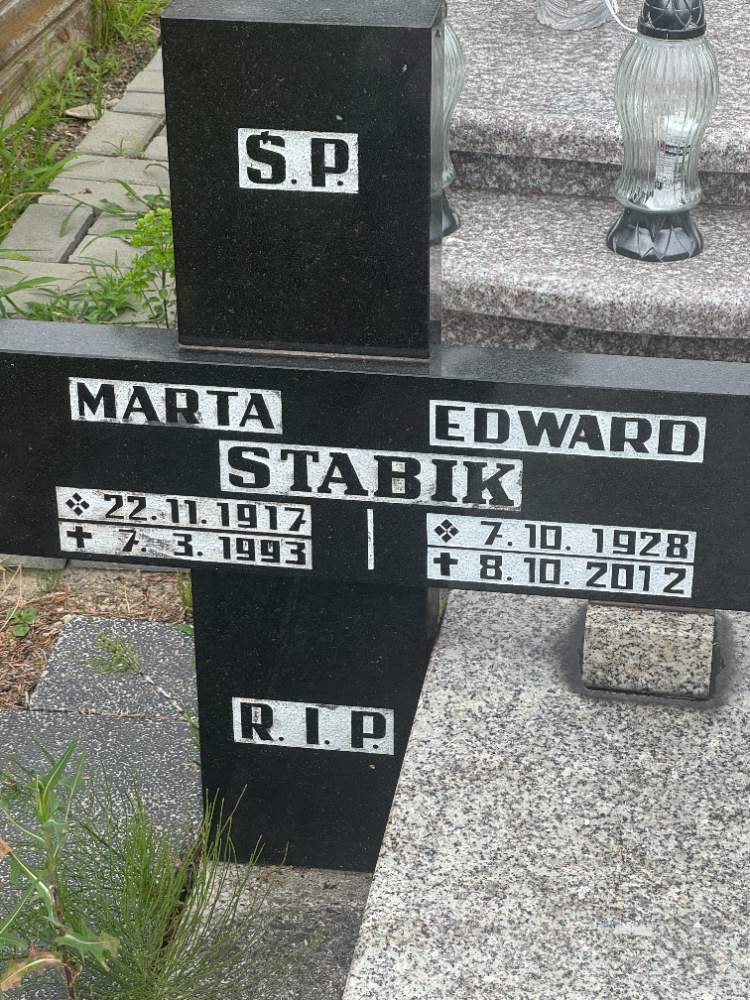 Ś.P.
MARTA EDWARD
STABIK
22.11.1917 7.10.1928
7.3.1993 8.10.2012
R.I.P.